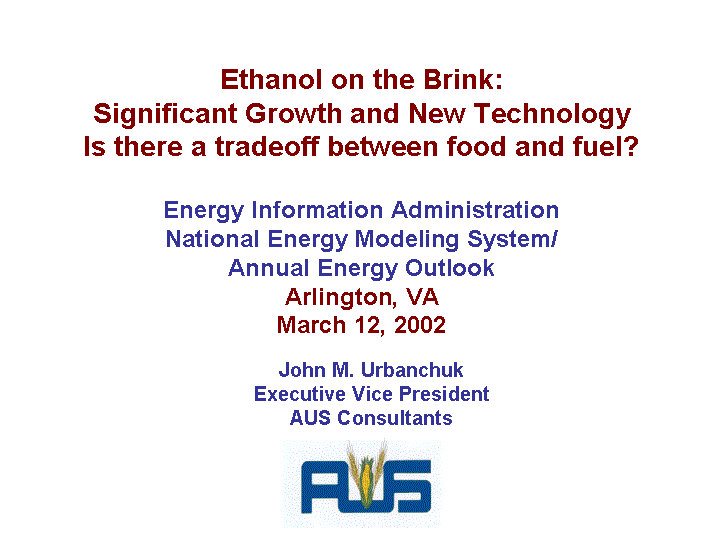 Ethanol on the Brink:
Significant Growth and New Technology
Is there a tradeoff between food and fuel?
Energy Information Administration
National Energy Modeling System/
Annual Energy Outlook
Arlington, VA
March 12, 2002
John M. Urbanchuk
Executive Vice President
AUS Consultants
AUS